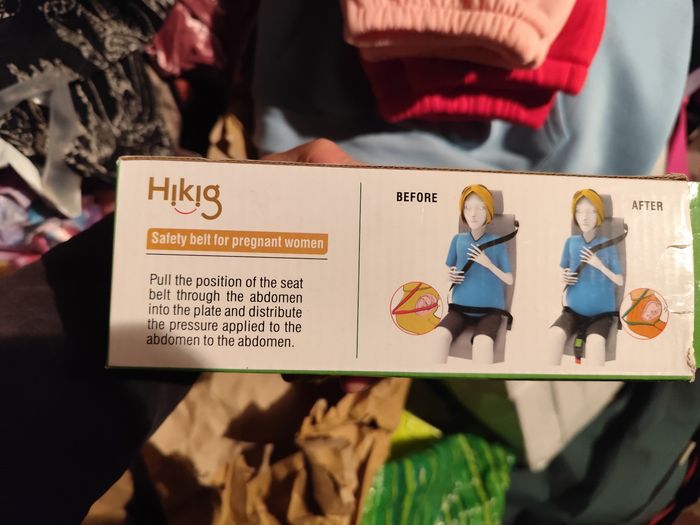 Hikig
Safety belt for pregnant women
Pull the position of the seat
belt through the abdomen
into the plate and distribute
the pressure applied to the
abdomen to the abdomen.
BEFORE
AFTER